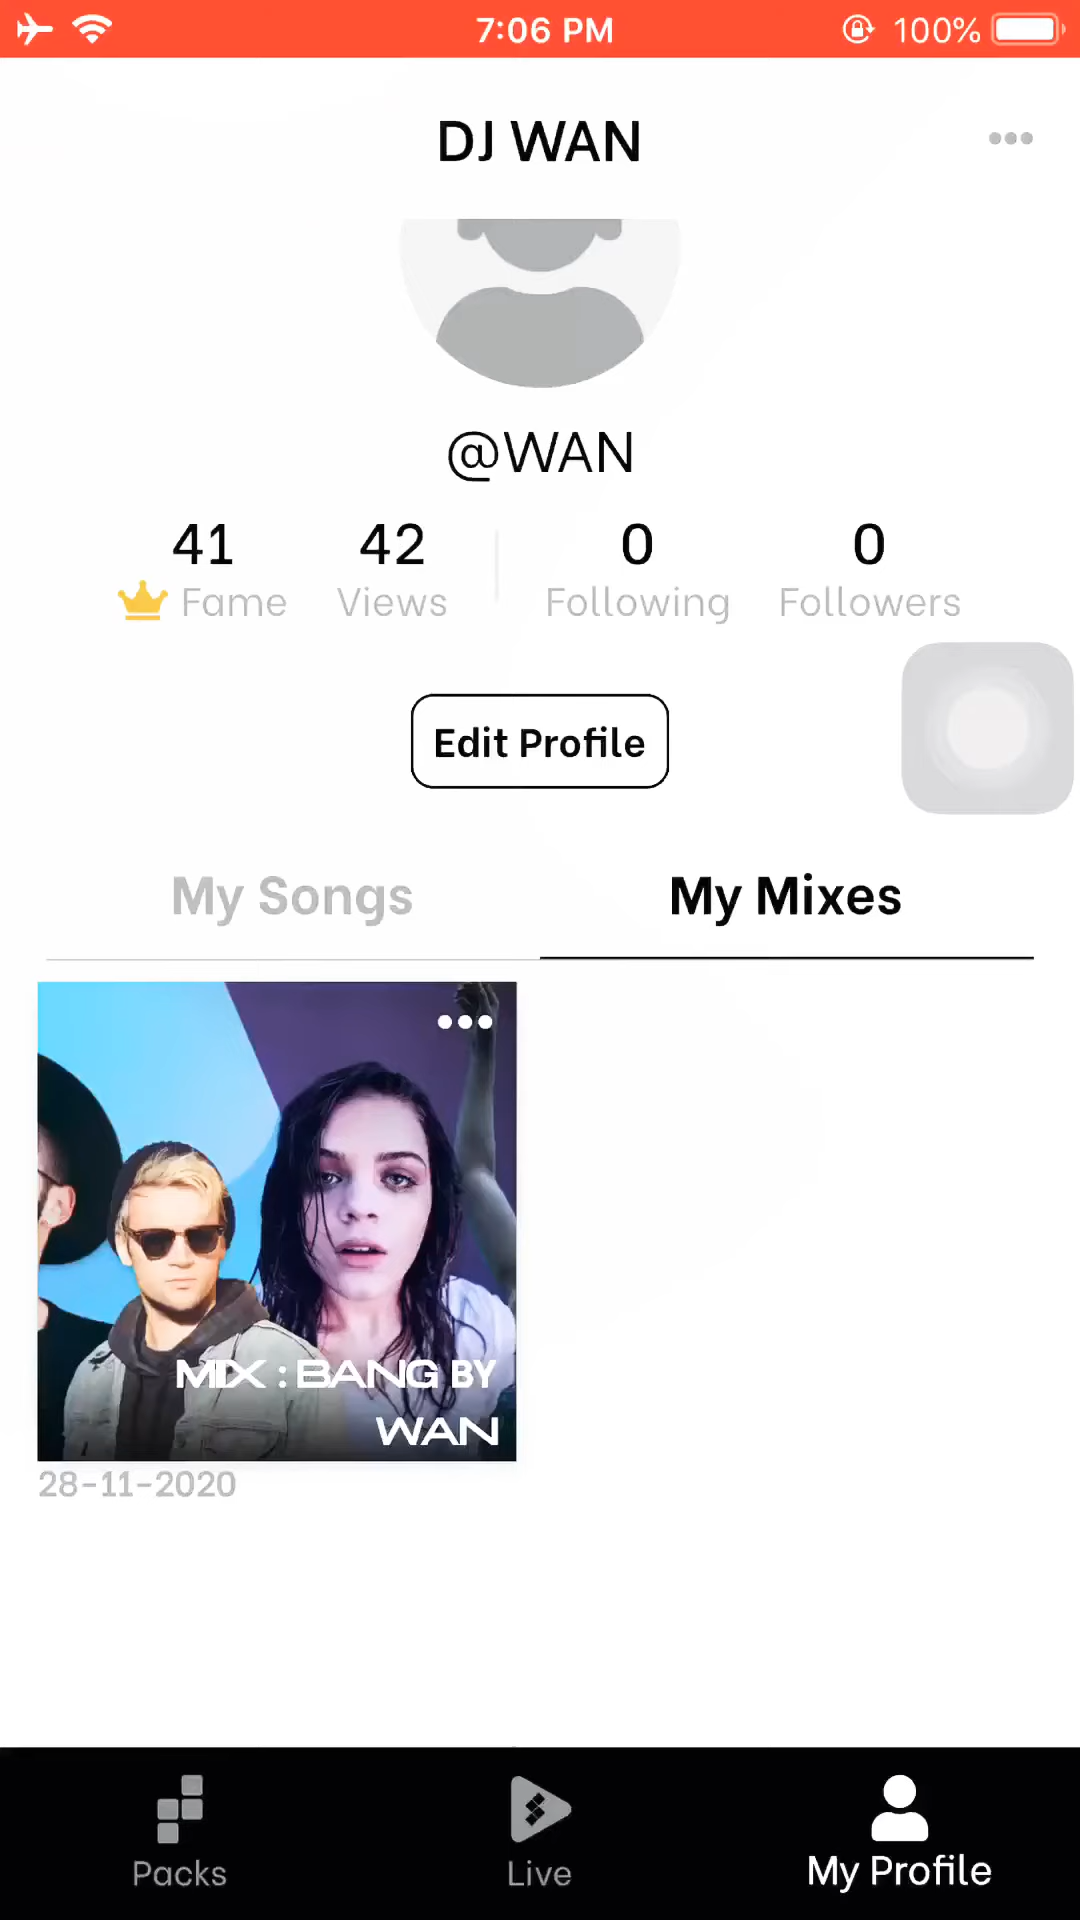 7:06 PM
100%
DJ WAN
@WAN
41 42 0 0
Fame Views Following Followers
Edit Profile
My Songs My Mixes
MIX : BANG BY
WAN
28-11-2020
Packs Live My Profile